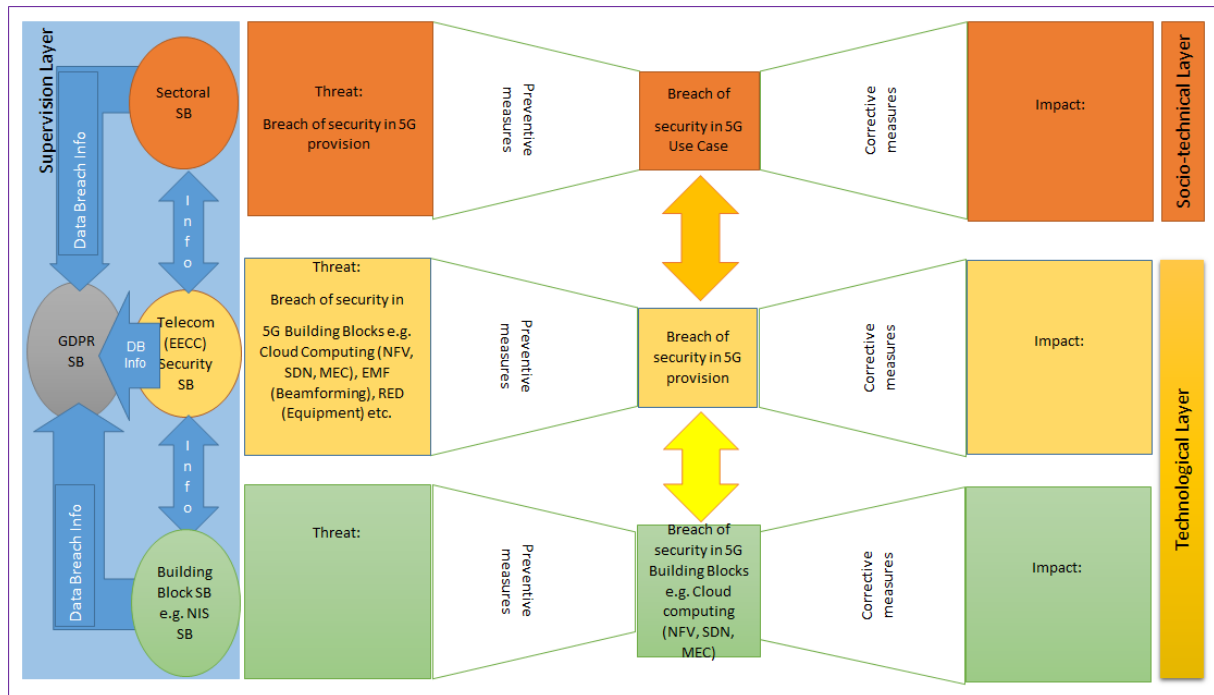 Supervision Layer
Sectoral
SB
Data Breach Info
Info
GDPR
SB
DB
Info
Telecom
(EECC)
Security
SB
Info
Data Breach Info
Building
Block SB
e.g. NIS
SB
Threat:
Breach of security in 5G
provision
Preventive
measures
Breach of
security in 5G
Use Case
Corrective
measures
Impact:
Socio-technical Layer
Threat:
Breach of security in
5G Building Blocks e.g.
Cloud Computing (NFV,
SDN, MEC), EMF
(Beamforming), RED
(Equipment) etc.
Preventive
measures
Breach of
security in 5G
provision
Corrective
measures
Impact:
Technological Layer
Threat:
Preventive
measures
Breach of
security in 5G
Building Blocks
e.g. Cloud
computing
(NFV, SDN,
MEC)
Corrective
measures
Impact: